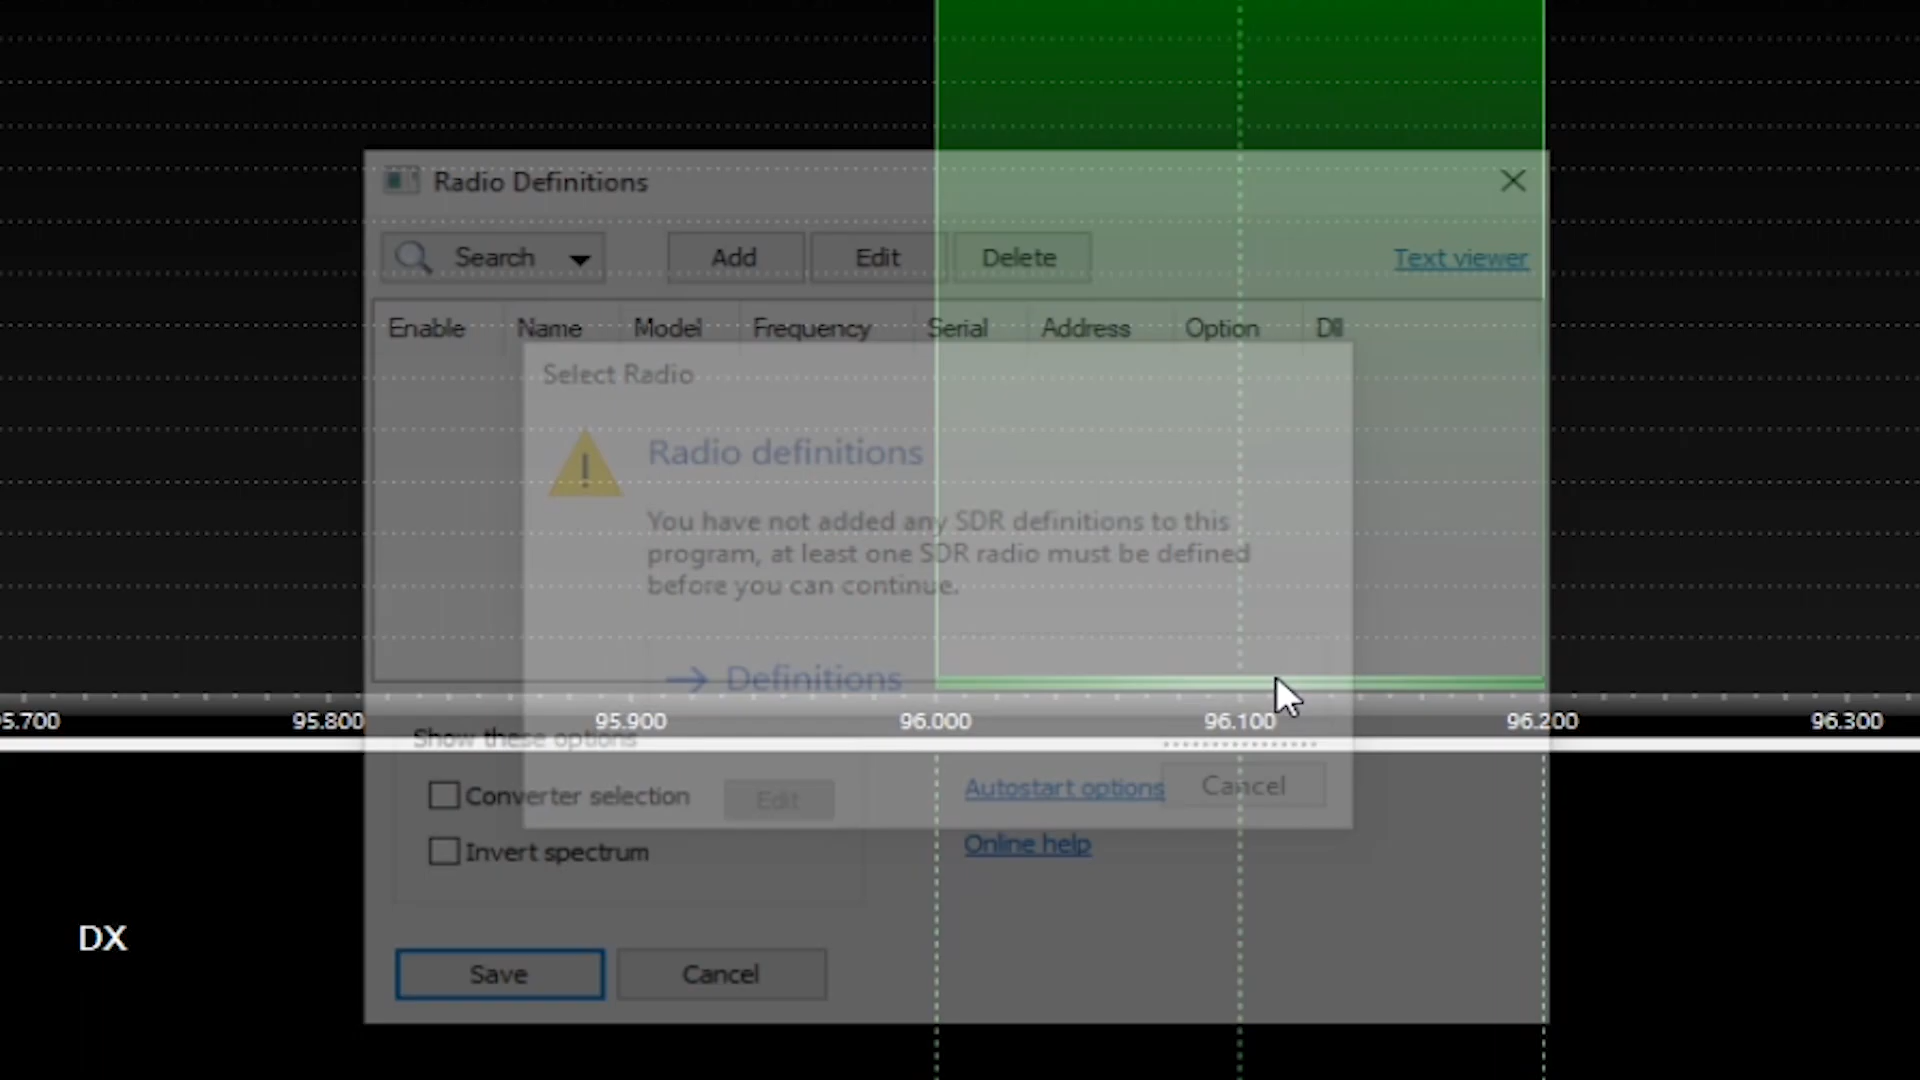 Radio Definitions
Search
Add
Edit
Delete
Text viewer
Enable
Name
Model
Frequency
Serial
Address
Option
Dll
Select Radio
Radio definitions
You have not added any SDR definitions to this
program, at least one SDR radio must be defined
before you can continue.
Definitions
5.700
95.800
95.900
96.000
96.100
96.200
96.300
Show these options
Converter selection
Edit
Autostart options
Cancel
Invert spectrum
Online help
DX
Save
Cancel